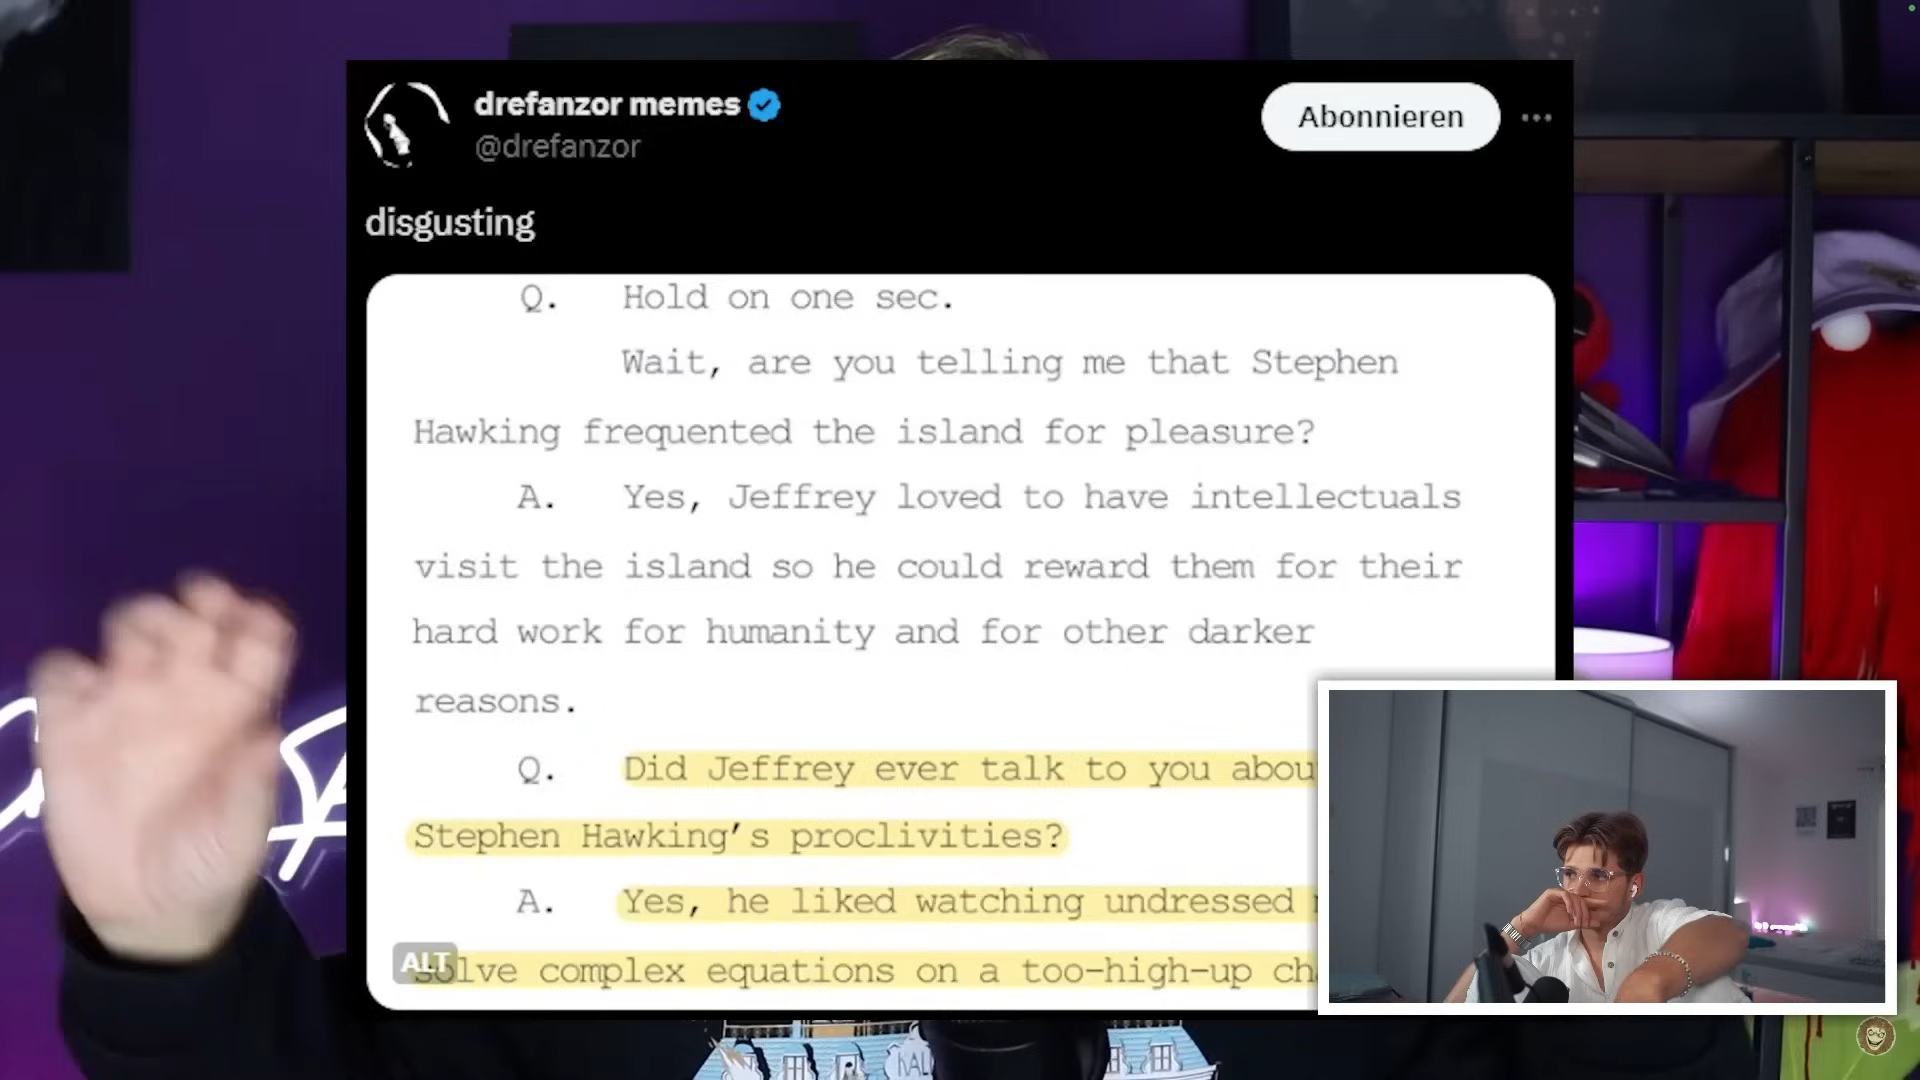 drefanzor memes
@drefanzor
Abonnieren
disgusting
Q. Hold on one sec.
Wait, are you telling me that Stephen
Hawking frequented the island for pleasure?
A. Yes, Jeffrey loved to have intellectuals
visit the island so he could reward them for their
hard work for humanity and for other darker
reasons.
Q. Did Jeffrey ever talk to you
Stephen Hawking's proclivities?
A. Yes, he liked watching undressed
ALT
solve complex equations on a too-high-up
KAL